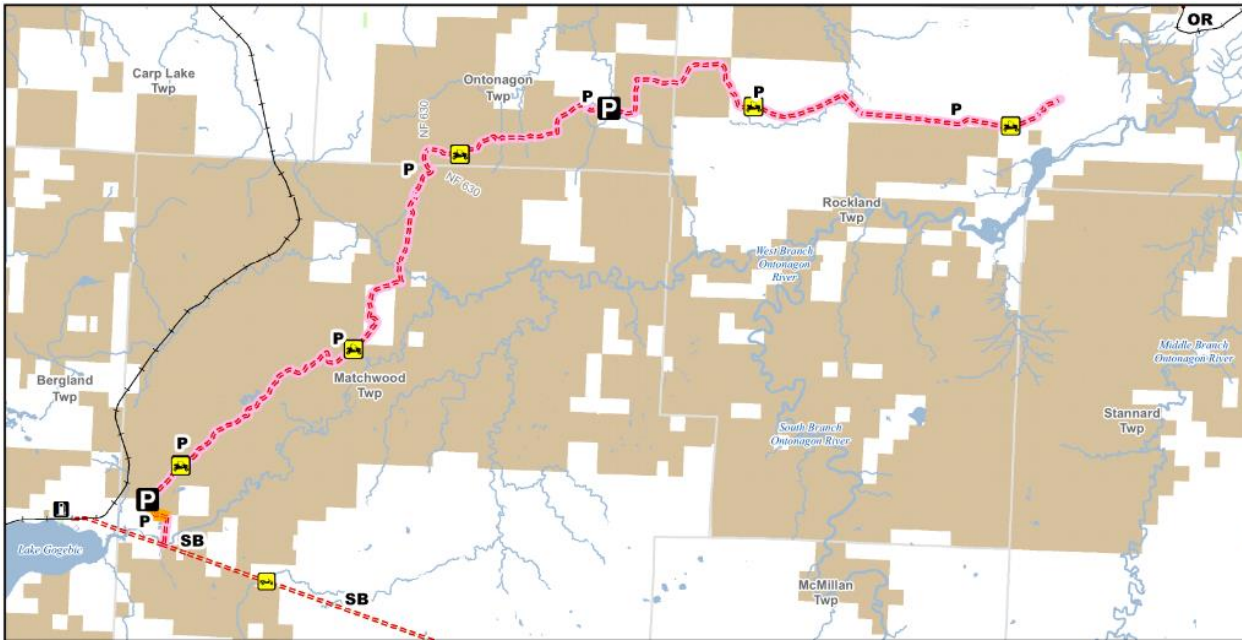 OR
Carp Lake
Twp
Ontonagon
Twp
P
P
P
P
NF 630
P
NF 630
Rockland
Twp
West Branch
Ontonagon
River
P
Matchwood
Twp
Middle Branch
Ontonagon River
Bergland
Twp
Stannard
Twp
South Branch
Ontonagon River
P
P
P
SB
Lake Gogebic
SB
McMillan
Twp